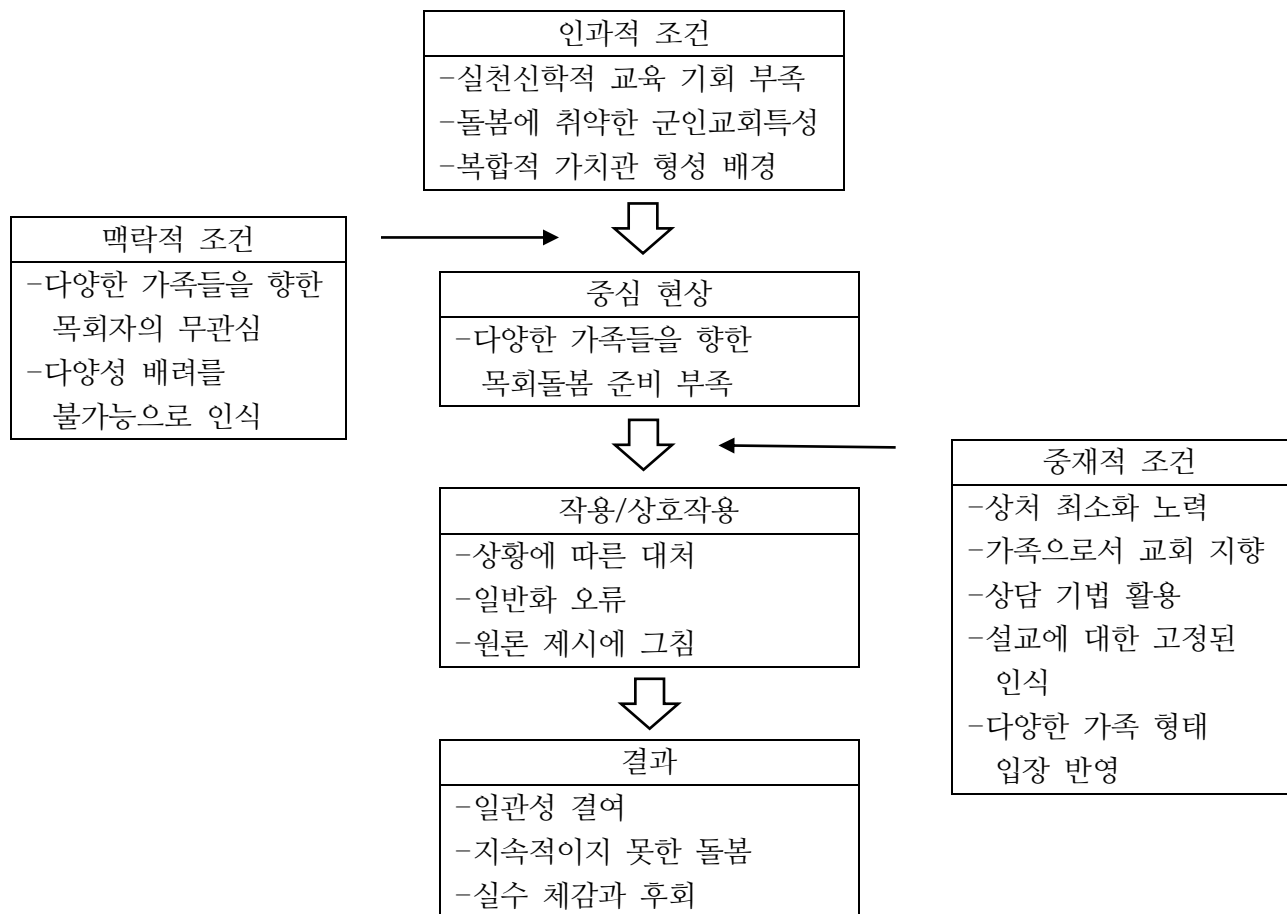 인과적 조건
-실천신학적 교육 기회 부족
-돌봄에 취약한 군인교회특성
-복합적 가치관 형성 배경
맥락적 조건
-다양한 가족들을 향한
목회자의 무관심
-다양성 배려를
불가능으로 인식
중심 현상
-다양한 가족들을 향한
목회돌봄 준비 부족
중재적 조건
-상처 최소화 노력
-가족으로서 교회 지향
-상담 기법 활용
-설교에 대한 고정된
인식
-다양한 가족 형태
입장 반영
작용/상호작용
-상황에 따른 대처
-일반화 오류
-원론 제시에 그침
결과
-일관성 결여
-지속적이지 못한 돌봄
-실수 체감과 후회